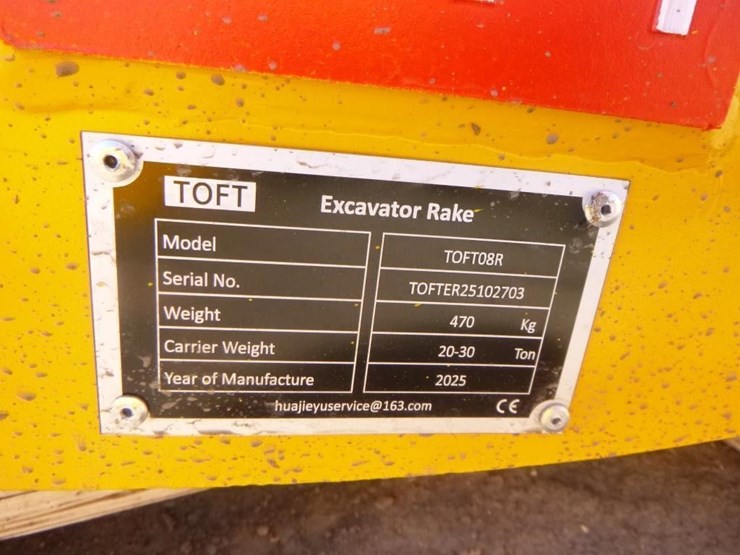 TOFT Excavator Rake
Model TOFT08R
Serial No. TOFTER25102703
Weight 470 Kg
Carrier Weight 20-30 Ton
Year of Manufacture 2025
huajieyuservice@163.com CE